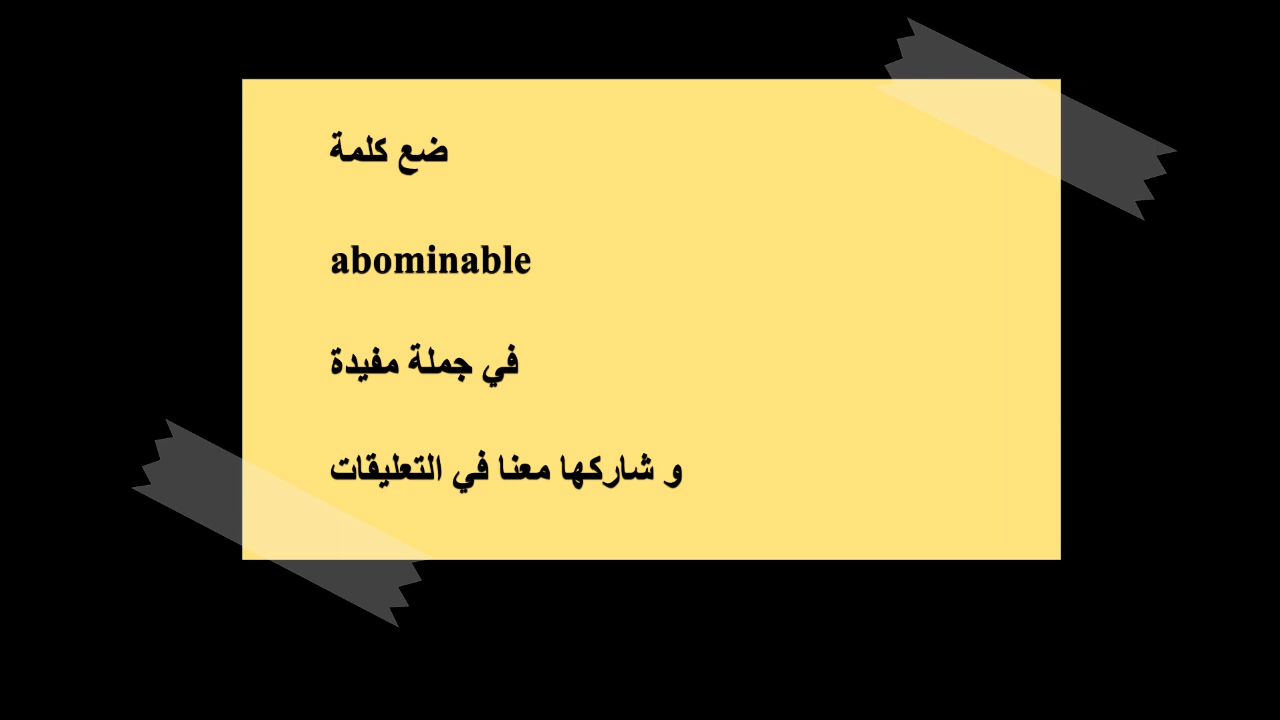 ضع كلمة
abominable
في جملة مفيدة
و شاركها معنا في التعليقات